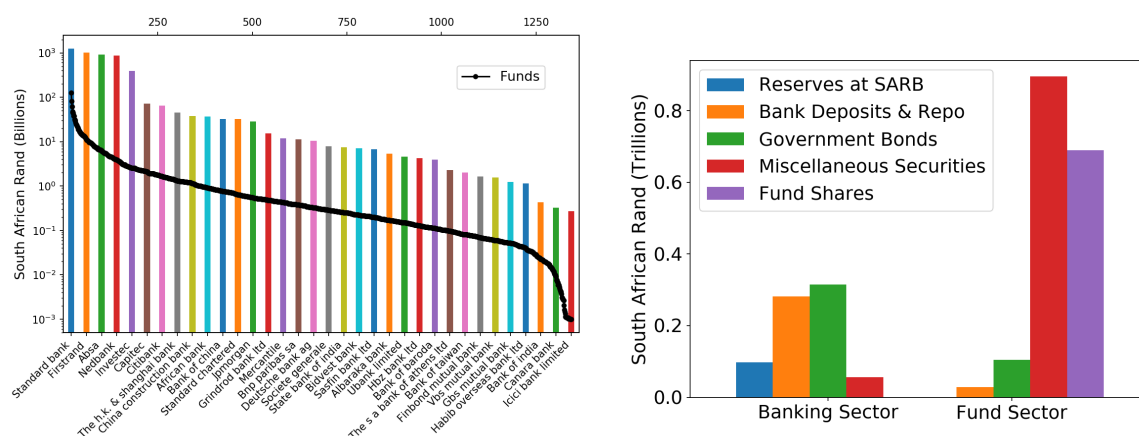 250
500
750
1000
1250
South African Rand (Billions)
10³
10²
10¹
10⁰
10⁻¹
10⁻²
10⁻³
Funds
Standard bank
Firstrand
Absa
Nedbank
Investec
Capitec
Citibank
The h.k. & shanghai bank
China construction bank
African bank
Bank of china
Standard chartered
Jpmorgan
Grindrod bank ltd
Mercantile
Bnp paribas sa
Deutsche bank ag
Societe generale
State bank of india
Bidvest bank
Sasfin bank ltd
Albaraka bank
Ubank limited
Hbz bank ltd
Bank of baroda
The s a bank of athens ltd
Bank of taiwan
Finbond mutual bank
Vbs mutual bank
Gbs mutual bank
Habib overseas bank ltd
Bank of india
Canara bank
Icici bank limited
South African Rand (Trillions)
0.8
0.6
0.4
0.2
0.0
Reserves at SARB
Bank Deposits & Repo
Government Bonds
Miscellaneous Securities
Fund Shares
Banking Sector
Fund Sector